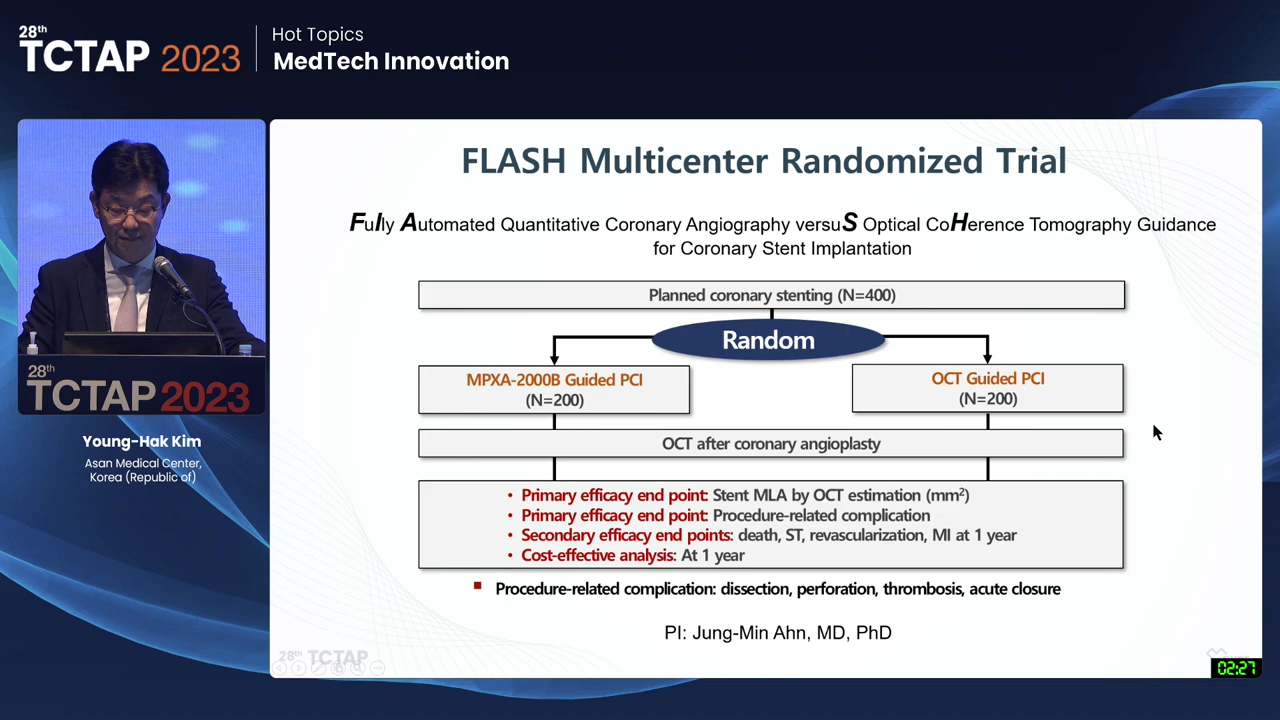 28th
TCTAP 2023
Hot Topics
MedTech Innovation
28th
TCTAP 2023
Young-Hak Kim
Asan Medical Center,
Korea (Republic of)
FLASH Multicenter Randomized Trial
FuIly Automated Quantitative Coronary Angiography versuS Optical CoHerence Tomography Guidance
for Coronary Stent Implantation
Planned coronary stenting (N=400)
Random
MPXA-2000B Guided PCI
(N=200)
OCT Guided PCI
(N=200)
OCT after coronary angioplasty
• Primary efficacy end point: Stent MLA by OCT estimation (mm²)
• Primary efficacy end point: Procedure-related complication
• Secondary efficacy end points: death, ST, revascularization, MI at 1 year
• Cost-effective analysis: At 1 year
▪ Procedure-related complication: dissection, perforation, thrombosis, acute closure
PI: Jung-Min Ahn, MD, PhD
28th TCTAP
02:27